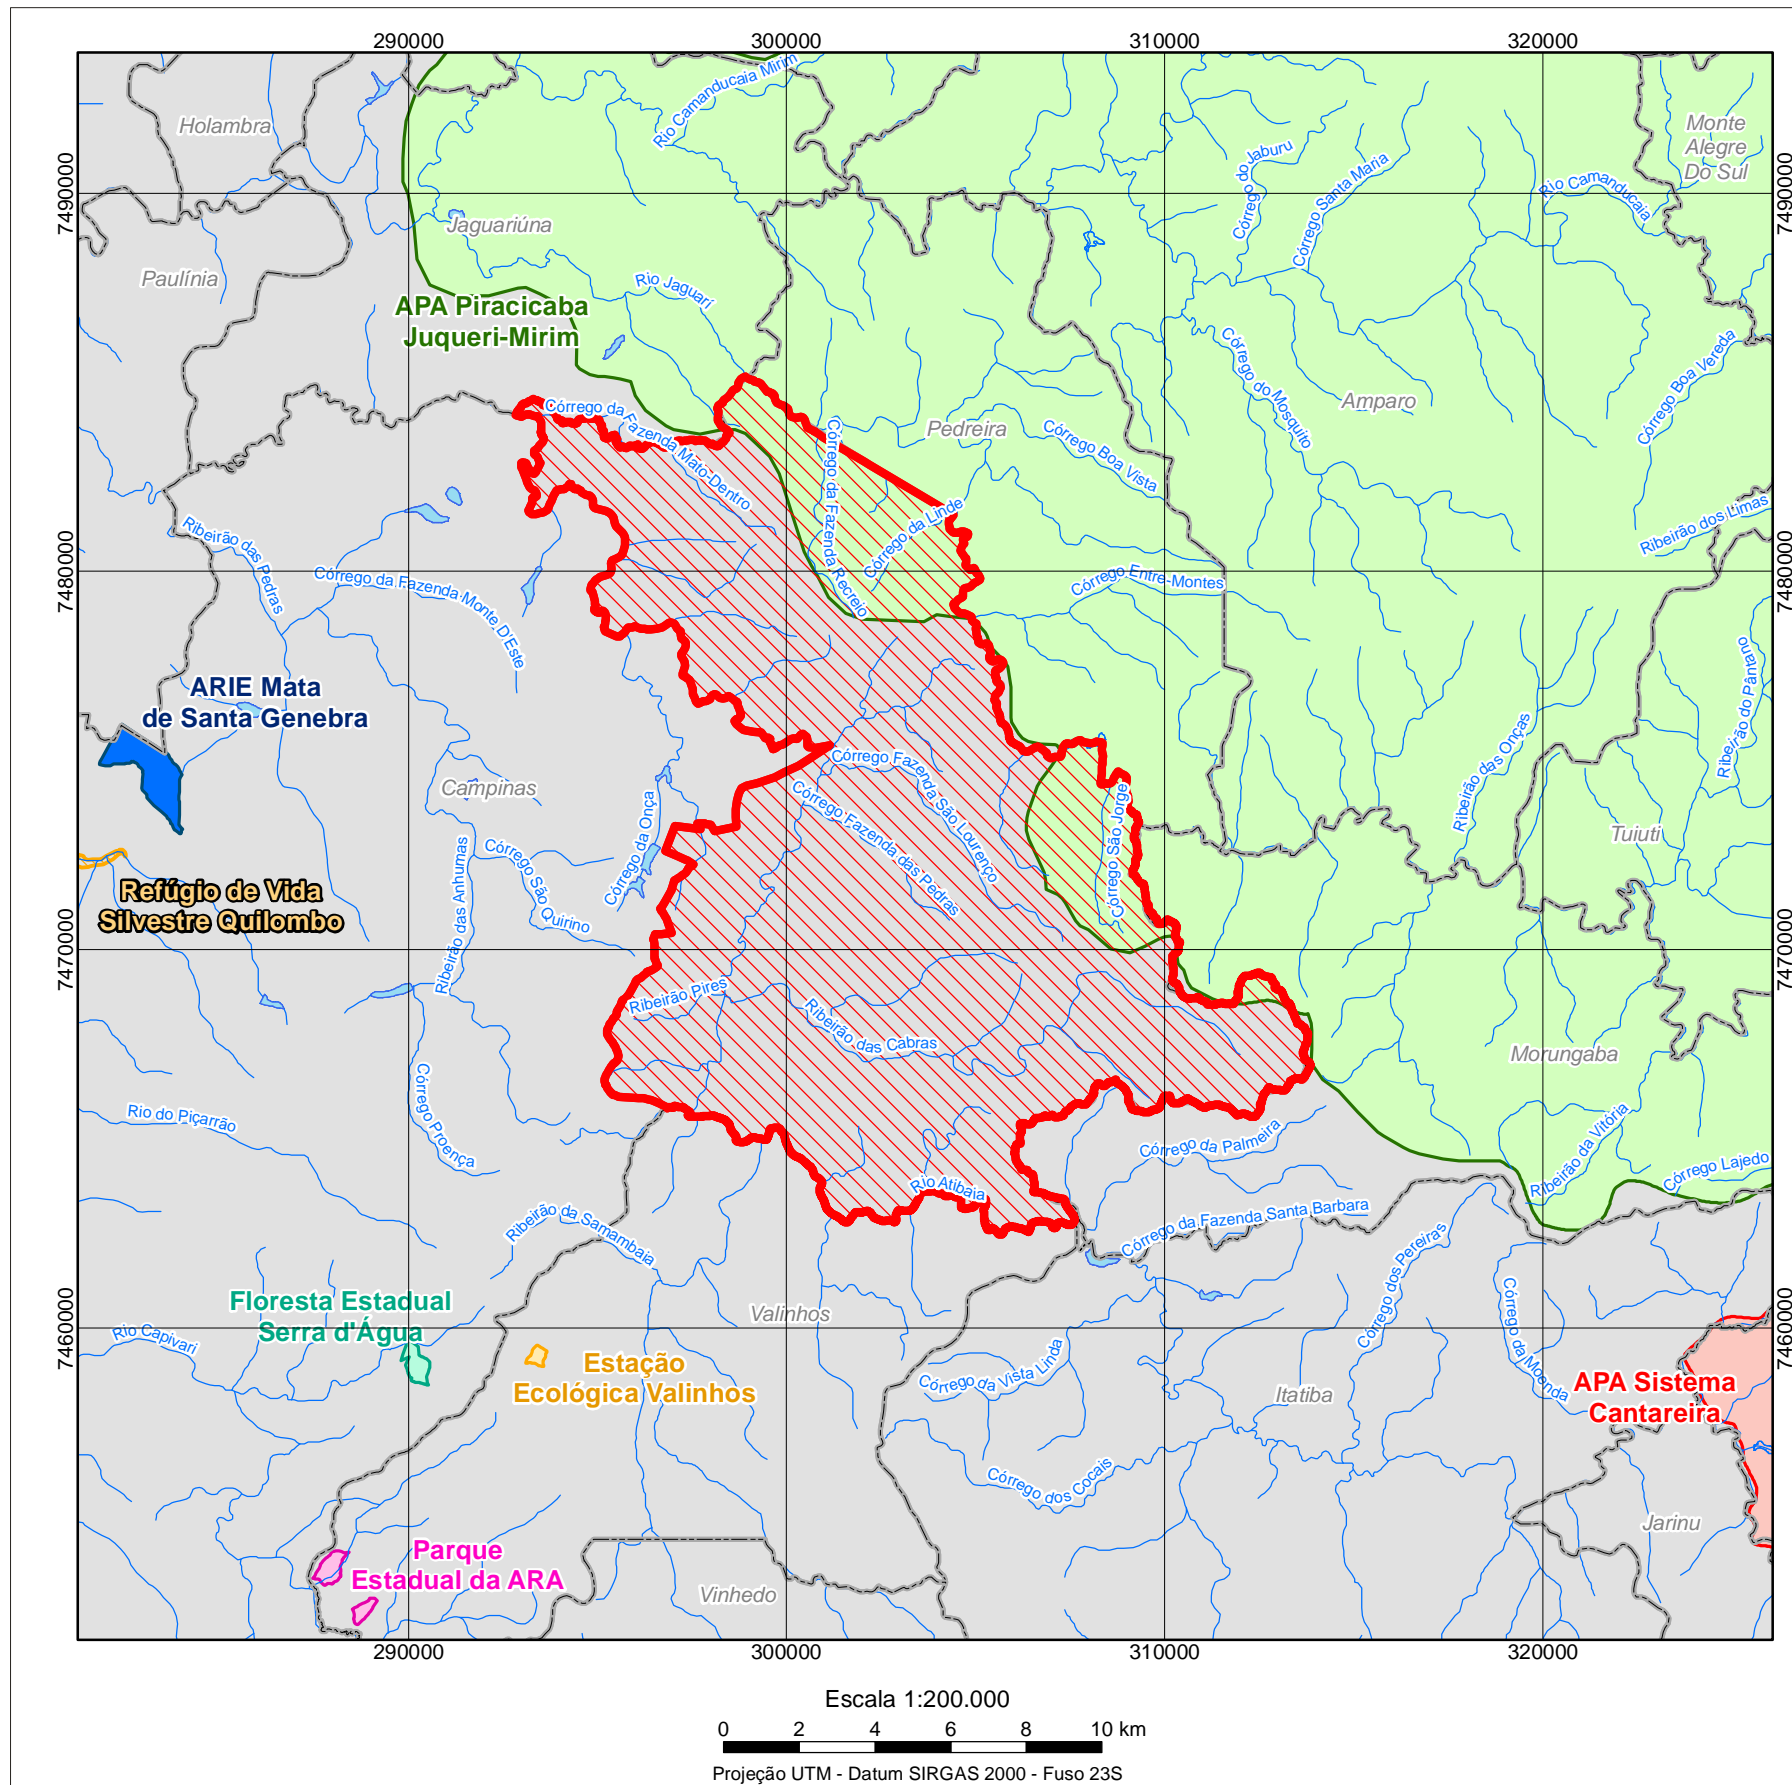 290000
300000
310000
320000
7490000
7480000
7470000
7460000
7490000
7480000
7470000
7460000
Holambra
Rio Camanducaia Mirim
Monte
Alegre
Do Sul
Córrego do Jaburu
Córrego Santa Maria
Rio Camanducaia
Jaguariúna
Paulínia
Rio Jaguarí
APA Piracicaba
Juqueri-Mirim
Córrego do Mosquito
Córrego Boa Vereda
Amparo
Córrego da Fazenda Mato-Dentro
Córrego da Fazenda Recreio
Pedreira
Córrego Boa Vista
Córrego da Linde
Ribeirão dos Limas
Ribeirão das Pedras
Córrego da Fazenda Monte D'Este
Córrego Entre-Montes
Ribeirão do Pântano
ARIE Mata
de Santa Genebra
Córrego Fazenda São Lourenço
Ribeirão das Onças
Campinas
Córrego Fazenda das Pedras
Córrego São Jorge
Córrego da Onça
Tuiuti
Ribeirão das Anhumas
Córrego São Quirino
Refúgio de Vida
Silvestre Quilombo
Ribeirão Pires
Ribeirão das Cabras
Morungaba
Córrego Proença
Rio do Piçarrão
Córrego da Palmeira
Ribeirão da Vitória
Córrego Lajedo
Rio Atibaia
Ribeirão da Samambaia
Córrego da Fazenda Santa Barbara
Córrego dos Pereiras
Floresta Estadual
Serra d'Água
Valinhos
Rio Capivari
Córrego da Moenda
Estação
Ecológica Valinhos
Córrego da Vista Linda
Itatiba
APA Sistema
Cantareira
Córrego dos Cocais
Jarinu
Parque
Estadual da ARA
Vinhedo
290000
300000
310000
320000
Escala 1:200.000
0 2 4 6 8 10 km
Projeção UTM - Datum SIRGAS 2000 - Fuso 23S